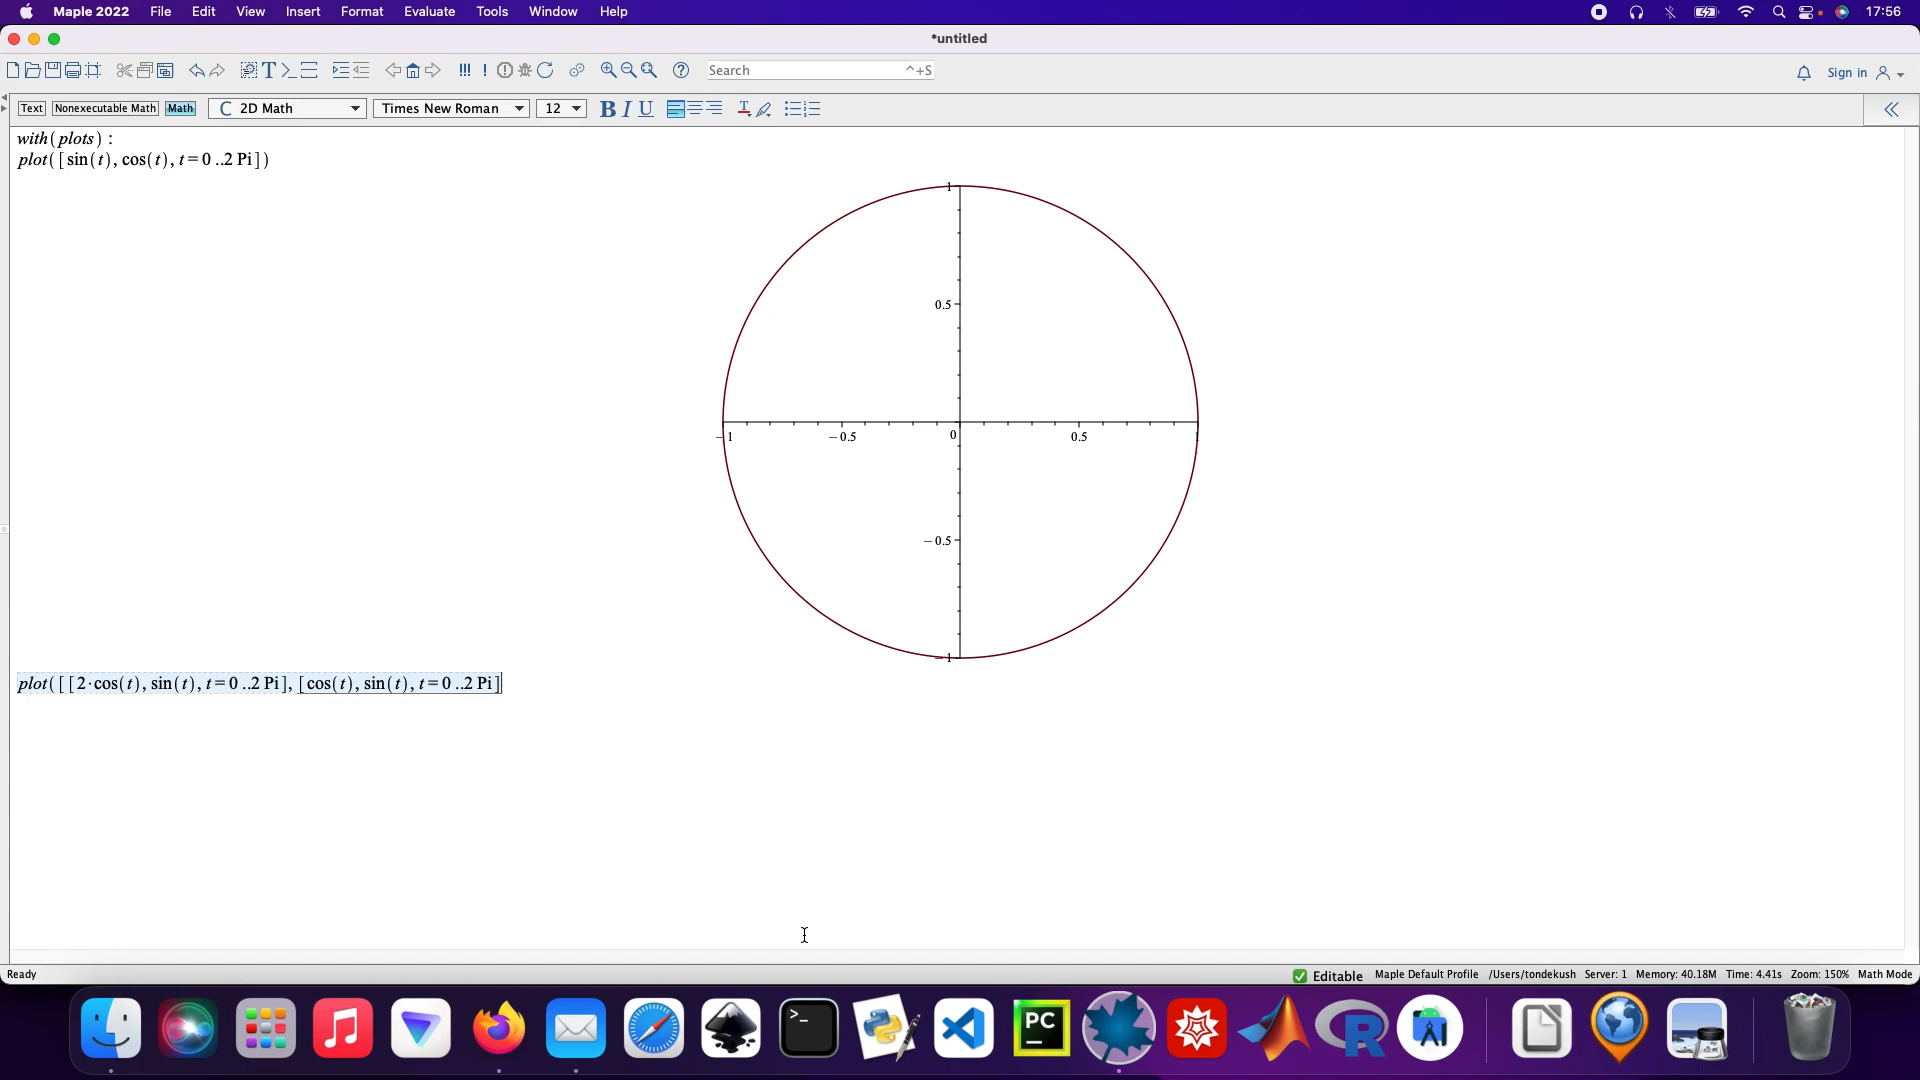 Maple 2022 File Edit View Insert Format Evaluate Tools Window Help 17:56
*untitled
Search ^+S Sign in
Text Nonexecutable Math Math C 2D Math Times New Roman 12 B I U
with(plots) :
plot([sin(t), cos(t), t=0 ..2 Pi])
1
0.5
−1 −0.5 0 0.5 1
−0.5
−1
plot([[2·cos(t), sin(t), t=0 ..2 Pi], [cos(t), sin(t), t=0 ..2 Pi]
Ready Editable Maple Default Profile /Users/tondekush Server: 1 Memory: 40.18M Time: 4.41s Zoom: 150% Math Mode
PC
R